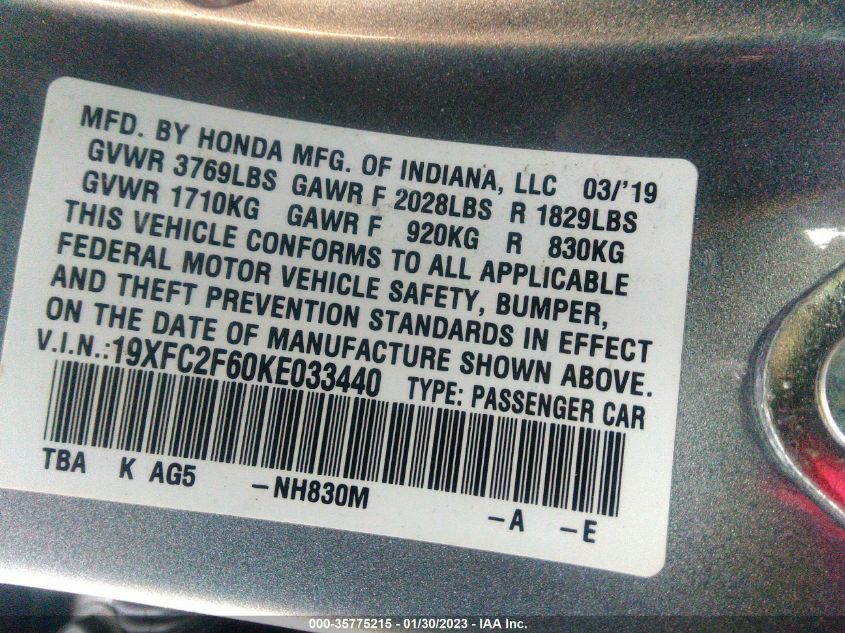 MFD. BY HONDA MFG. OF INDIANA, LLC 03/'19
GVWR 3769LBS GAWR F 2028LBS R 1829LBS
GVWR 1710KG GAWR F 920KG R 830KG
THIS VEHICLE CONFORMS TO ALL APPLICABLE
FEDERAL MOTOR VEHICLE SAFETY, BUMPER,
AND THEFT PREVENTION STANDARDS IN EFFECT
ON THE DATE OF MANUFACTURE SHOWN ABOVE.
V.I.N.:19XFC2F60KE033440 TYPE: PASSENGER CAR
TBA K AG5 -NH830M -A -E
000-35775215 - 01/30/2023 - IAA Inc.